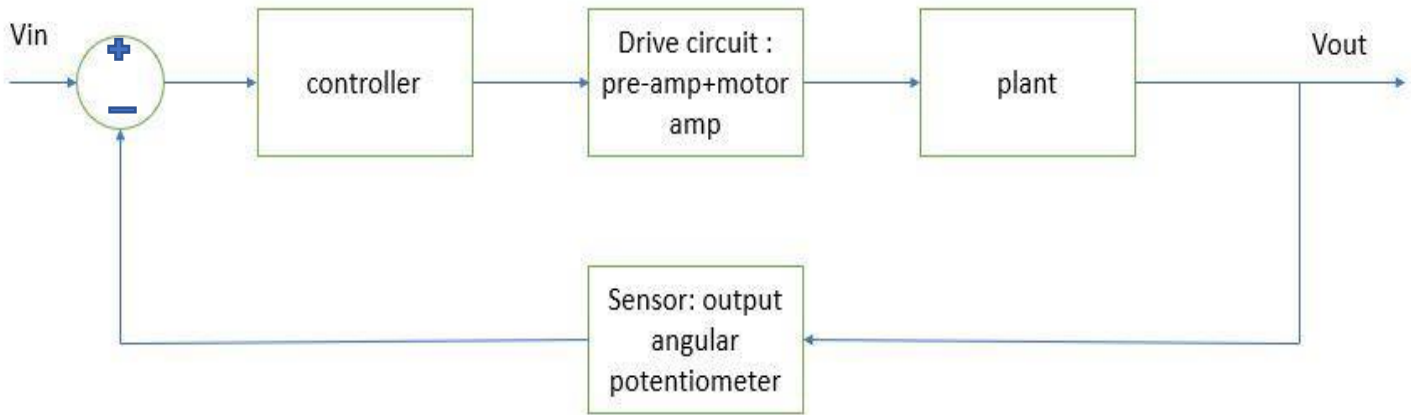 Vin
controller
Drive circuit :
pre-amp+motor
amp
plant
Vout
Sensor: output
angular
potentiometer